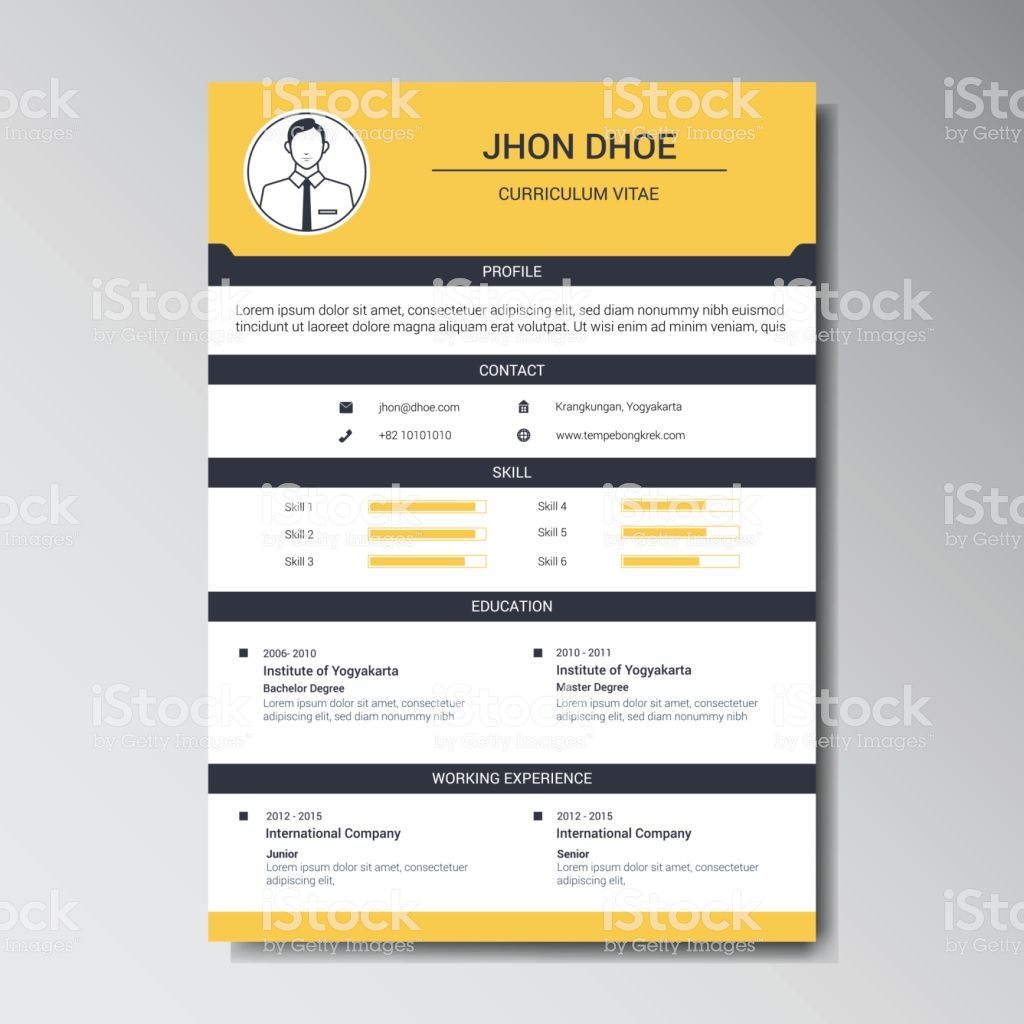 JHON DHOE
CURRICULUM VITAE
PROFILE
Lorem ipsum dolor sit amet, consectetuer adipiscing elit, sed diam nonummy nibh euismod
tincidunt ut laoreet dolore magna aliquam erat volutpat. Ut wisi enim ad minim veniam, quis
CONTACT
jhon@dhoe.com
Krangkungan, Yogyakarta
+82 10101010
www.tempebongkrek.com
SKILL
Skill 1
Skill 4
Skill 2
Skill 5
Skill 3
Skill 6
EDUCATION
2006- 2010
Institute of Yogyakarta
Bachelor Degree
Lorem ipsum dolor sit amet, consectetuer
adipiscing elit, sed diam nonummy nibh
2010 - 2011
Institute of Yogyakarta
Master Degree
Lorem ipsum dolor sit amet, consectetuer
adipiscing elit, sed diam nonummy nibh
WORKING EXPERIENCE
2012 - 2015
International Company
Junior
Lorem ipsum dolor sit amet, consectetuer
adipiscing elit,
2012 - 2015
International Company
Senior
Lorem ipsum dolor sit amet, consectetuer
adipiscing elit,
iStock
by Getty Images™